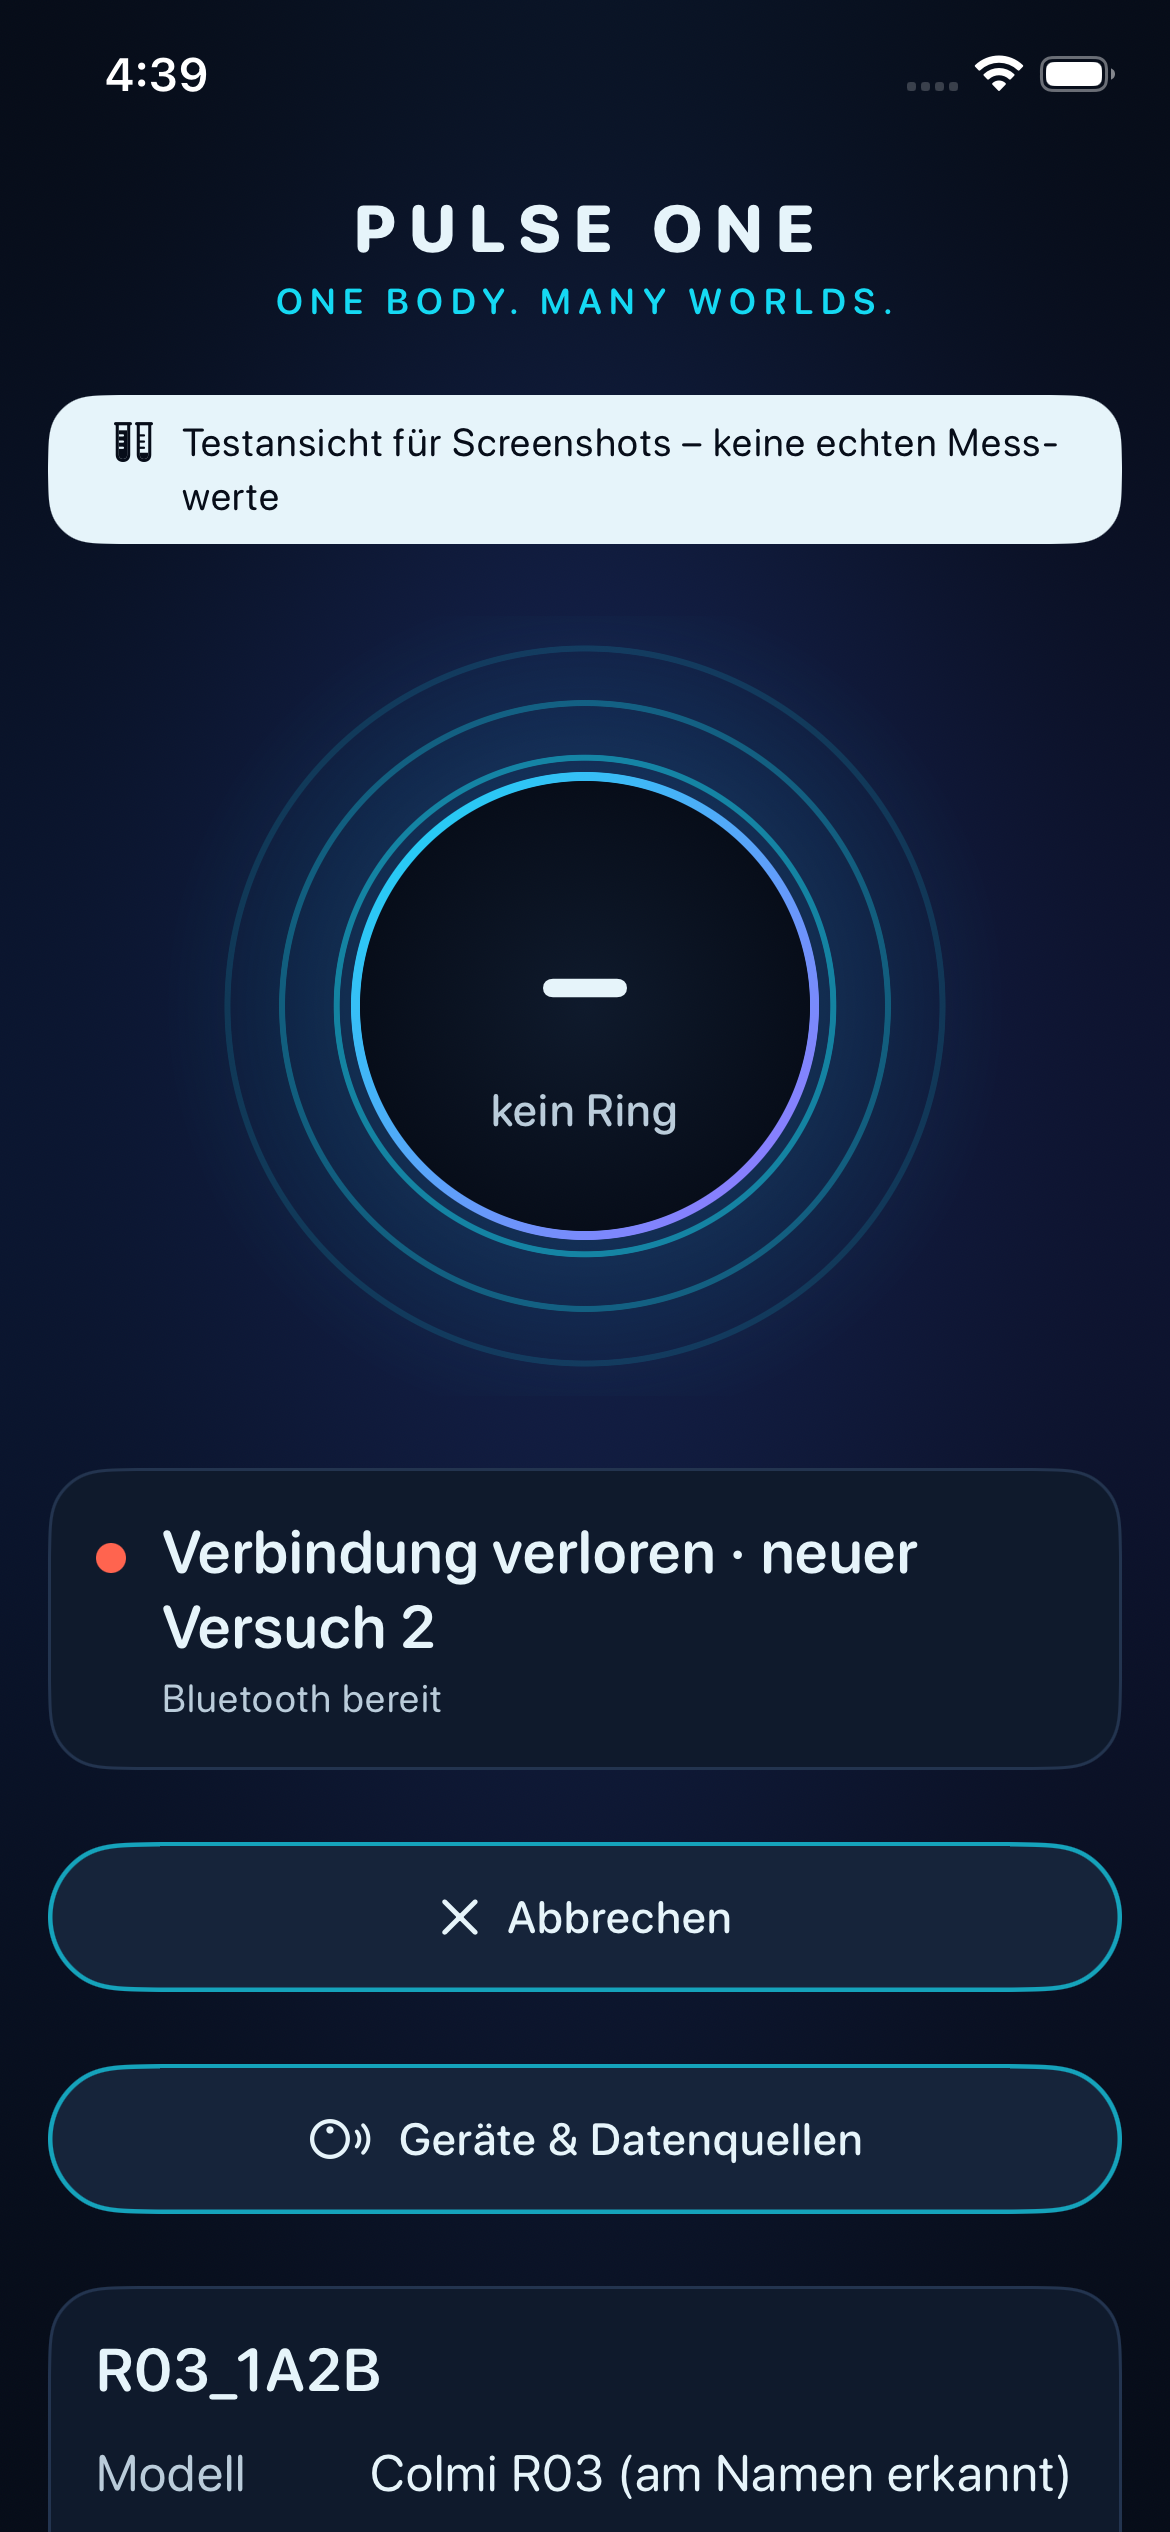 4:39
PULSE ONE
ONE BODY. MANY WORLDS.
Testansicht für Screenshots – keine echten Mess-
werte
–
kein Ring
Verbindung verloren · neuer
Versuch 2
Bluetooth bereit
Abbrechen
Geräte & Datenquellen
R03_1A2B
Modell Colmi R03 (am Namen erkannt)